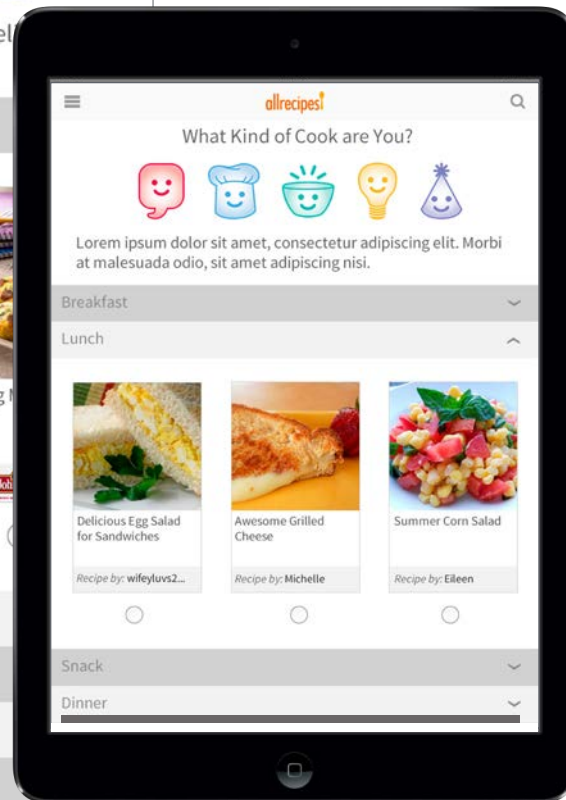 allrecipes!
What Kind of Cook are You?
Lorem ipsum dolor sit amet, consectetur adipiscing elit. Morbi
at malesuada odio, sit amet adipiscing nisi.
Breakfast
Lunch
Delicious Egg Salad
for Sandwiches
Recipe by: wifeyluvs2...
Awesome Grilled
Cheese
Recipe by: Michelle
Summer Corn Salad
Recipe by: Eileen
Snack
Dinner